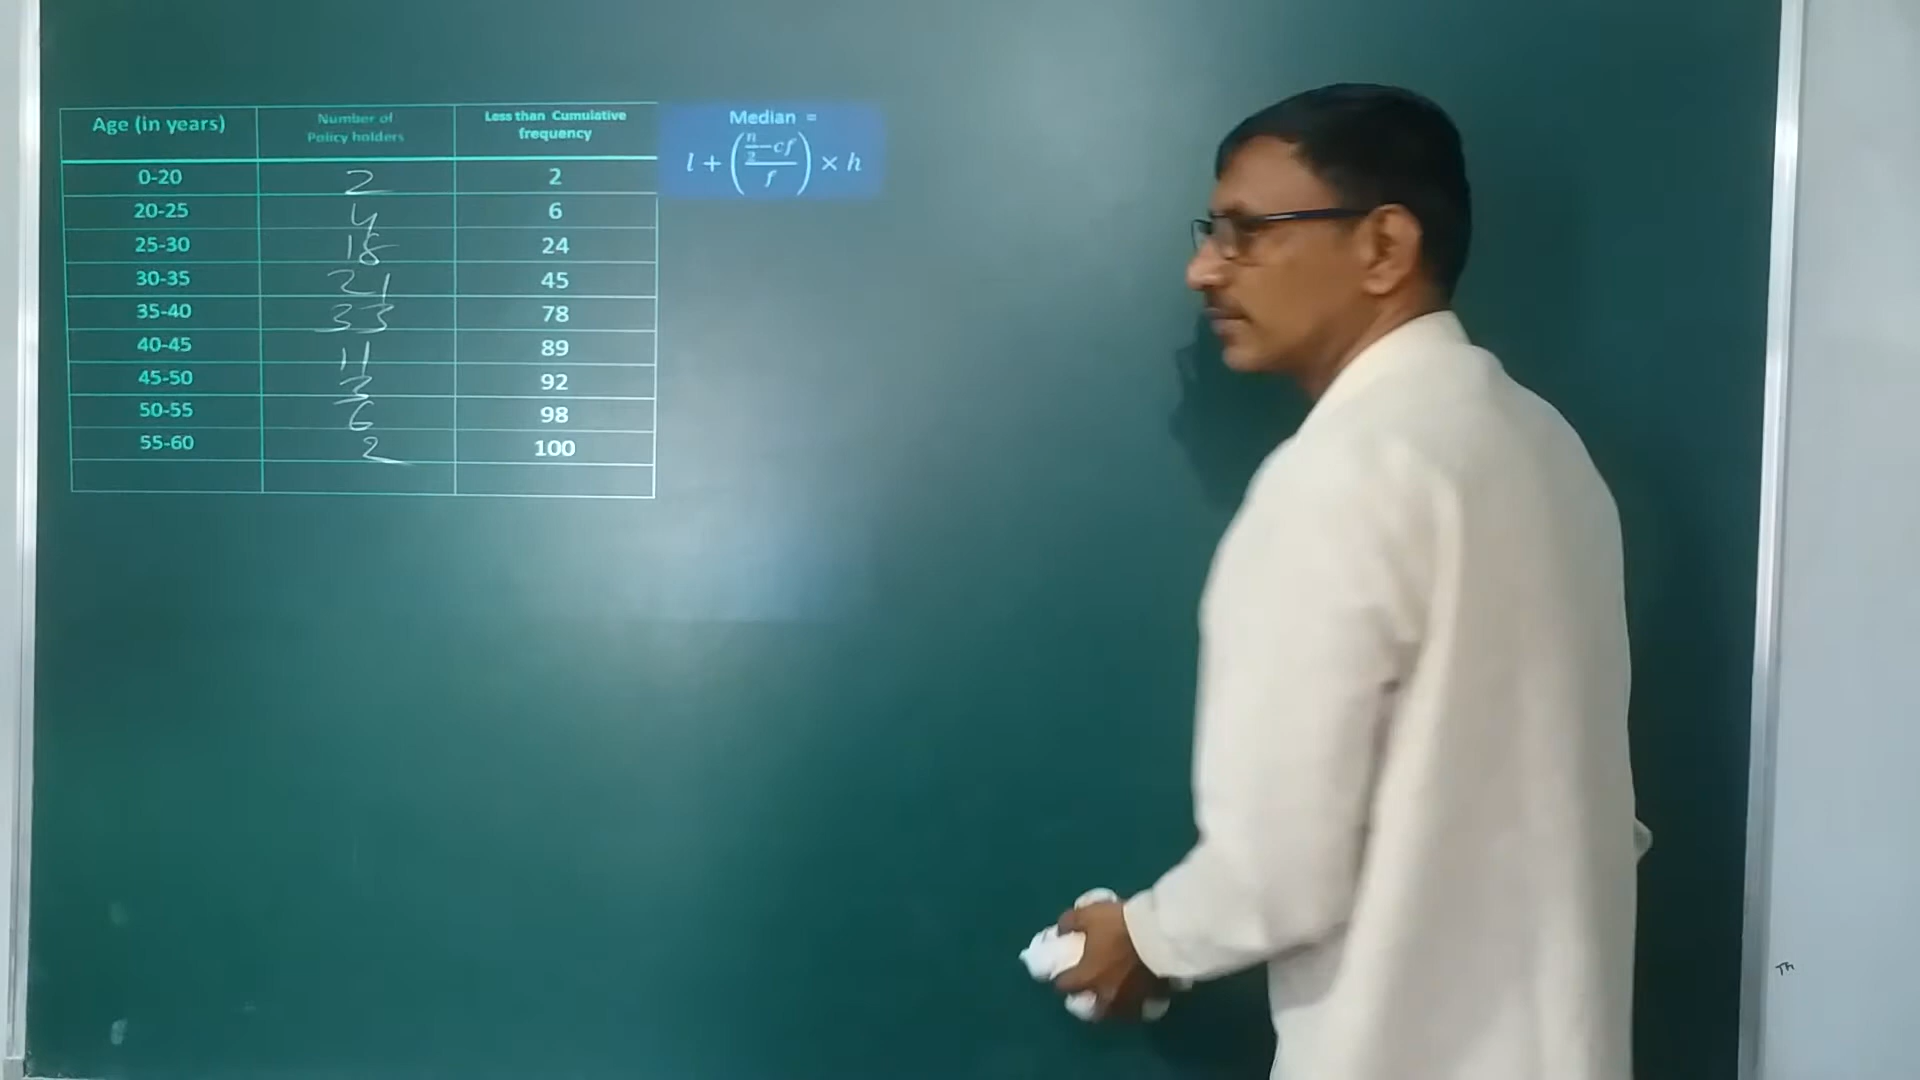 Age (in years) Number of Policy holders Less than Cumulative frequency
0-20 2 2
20-25 4 6
25-30 18 24
30-35 21 45
35-40 33 78
40-45 11 89
45-50 3 92
50-55 6 98
55-60 2 100
Median =
l + ( (n/2 − cf) / f ) × h